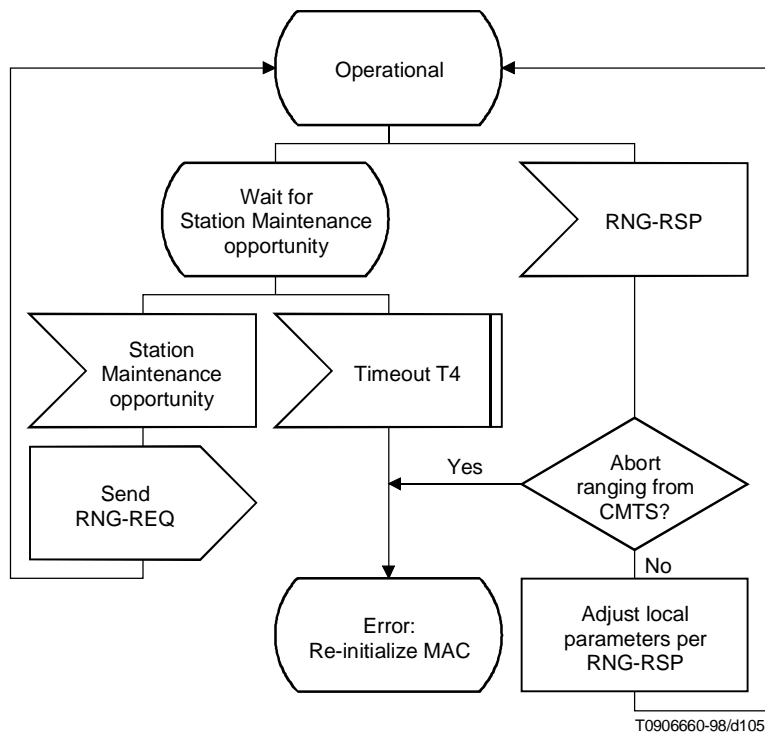 Operational
Wait for
Station Maintenance
opportunity
RNG-RSP
Station
Maintenance
opportunity
Timeout T4
Send
RNG-REQ
Yes
Abort
ranging from
CMTS?
No
Error:
Re-initialize MAC
Adjust local
parameters per
RNG-RSP
T0906660-98/d105